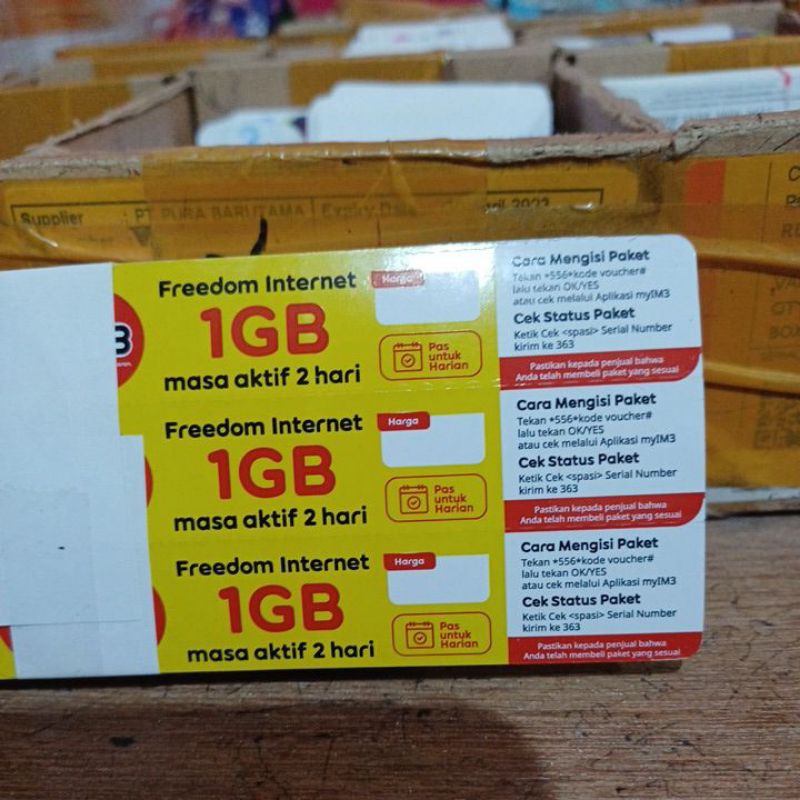 Supplier : PT PURA BARUTAMA Expiry Date
Freedom Internet
1GB
masa aktif 2 hari
Harga
Pas
untuk
Harian
Cara Mengisi Paket
Tekan *556*kode voucher#
lalu tekan OK/YES
atau cek melalui Aplikasi myIM3
Cek Status Paket
Ketik Cek <spasi> Serial Number
kirim ke 363
Pastikan kepada penjual bahwa
Anda telah membeli paket yang sesuai
Freedom Internet
1GB
masa aktif 2 hari
Harga
Pas
untuk
Harian
Cara Mengisi Paket
Tekan *556*kode voucher#
lalu tekan OK/YES
atau cek melalui Aplikasi myIM3
Cek Status Paket
Ketik Cek <spasi> Serial Number
kirim ke 363
Pastikan kepada penjual bahwa
Anda telah membeli paket yang sesuai
Freedom Internet
1GB
masa aktif 2 hari
Harga
Pas
untuk
Harian
Cara Mengisi Paket
Tekan *556*kode voucher#
lalu tekan OK/YES
atau cek melalui Aplikasi myIM3
Cek Status Paket
Ketik Cek <spasi> Serial Number
kirim ke 363
Pastikan kepada penjual bahwa
Anda telah membeli paket yang sesuai